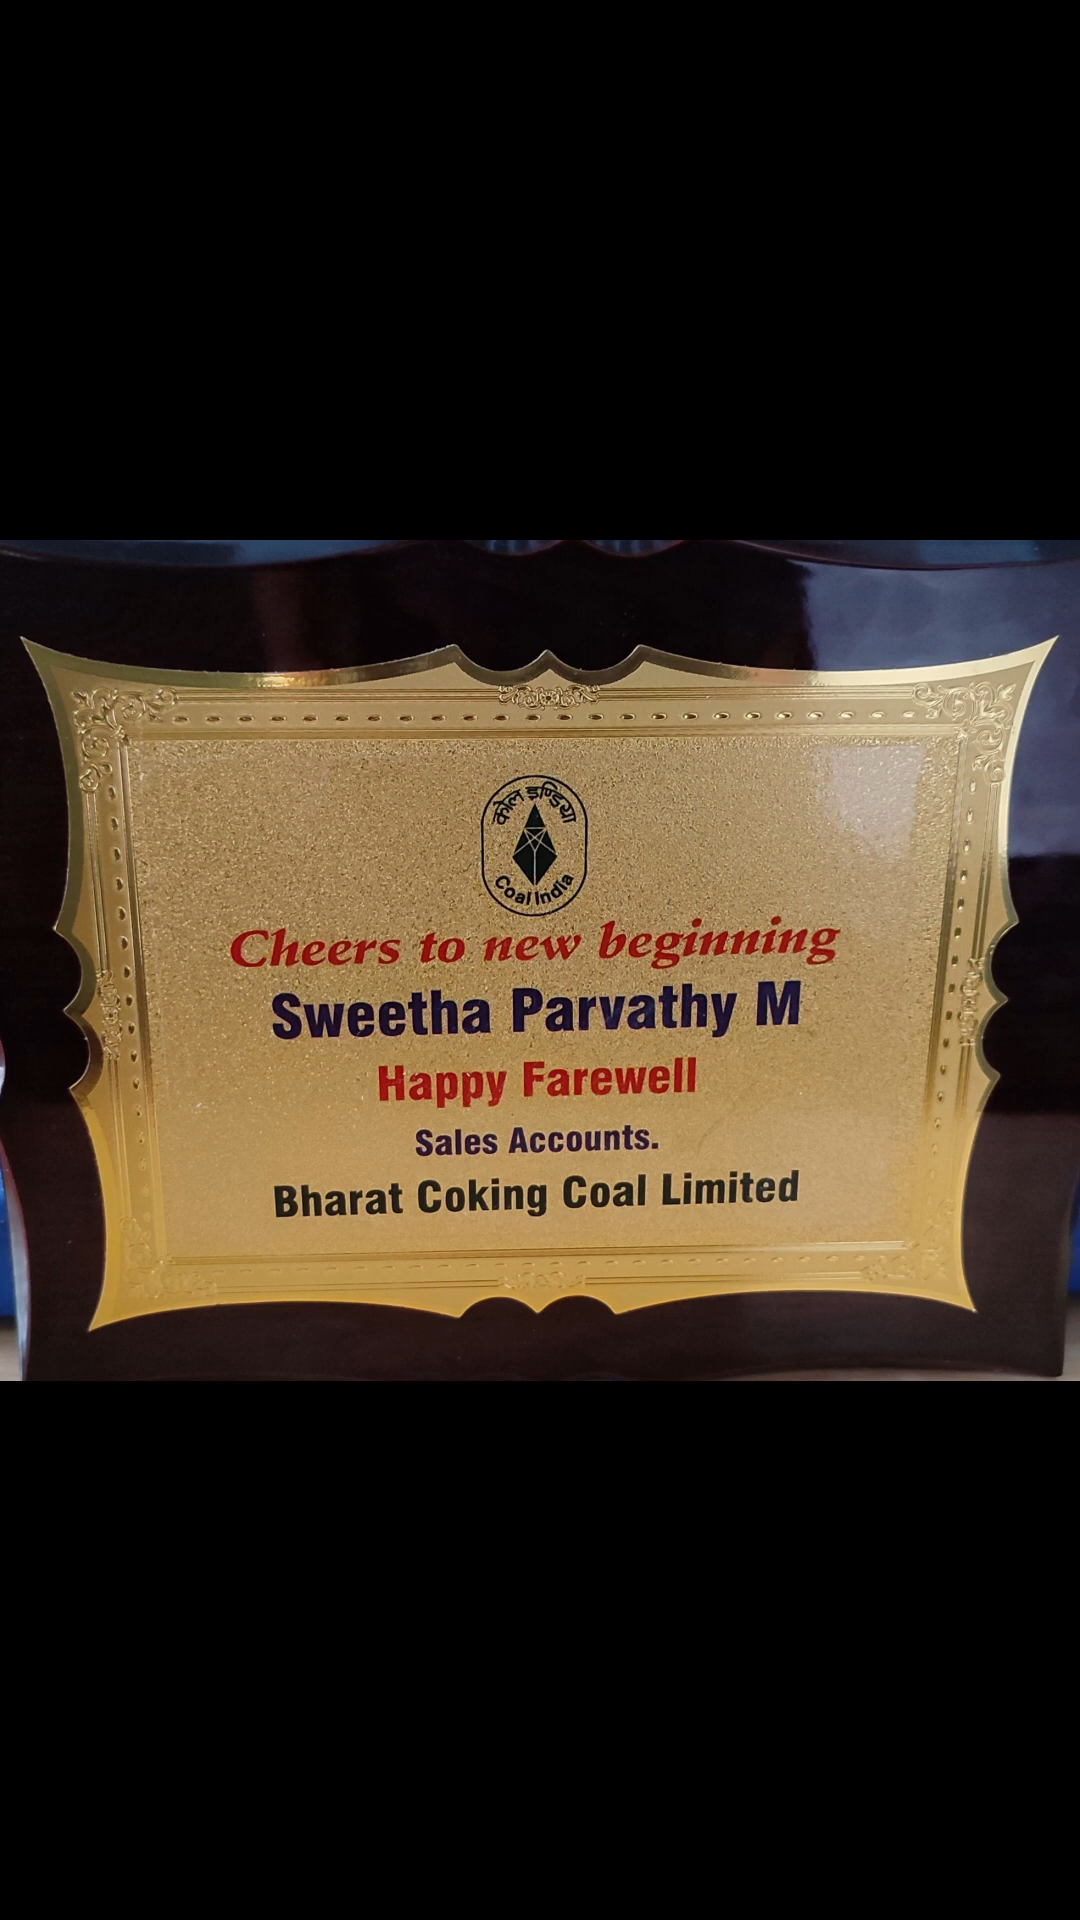 कोल इण्डिया
Coal India
Cheers to new beginning
Sweetha Parvathy M
Happy Farewell
Sales Accounts.
Bharat Coking Coal Limited